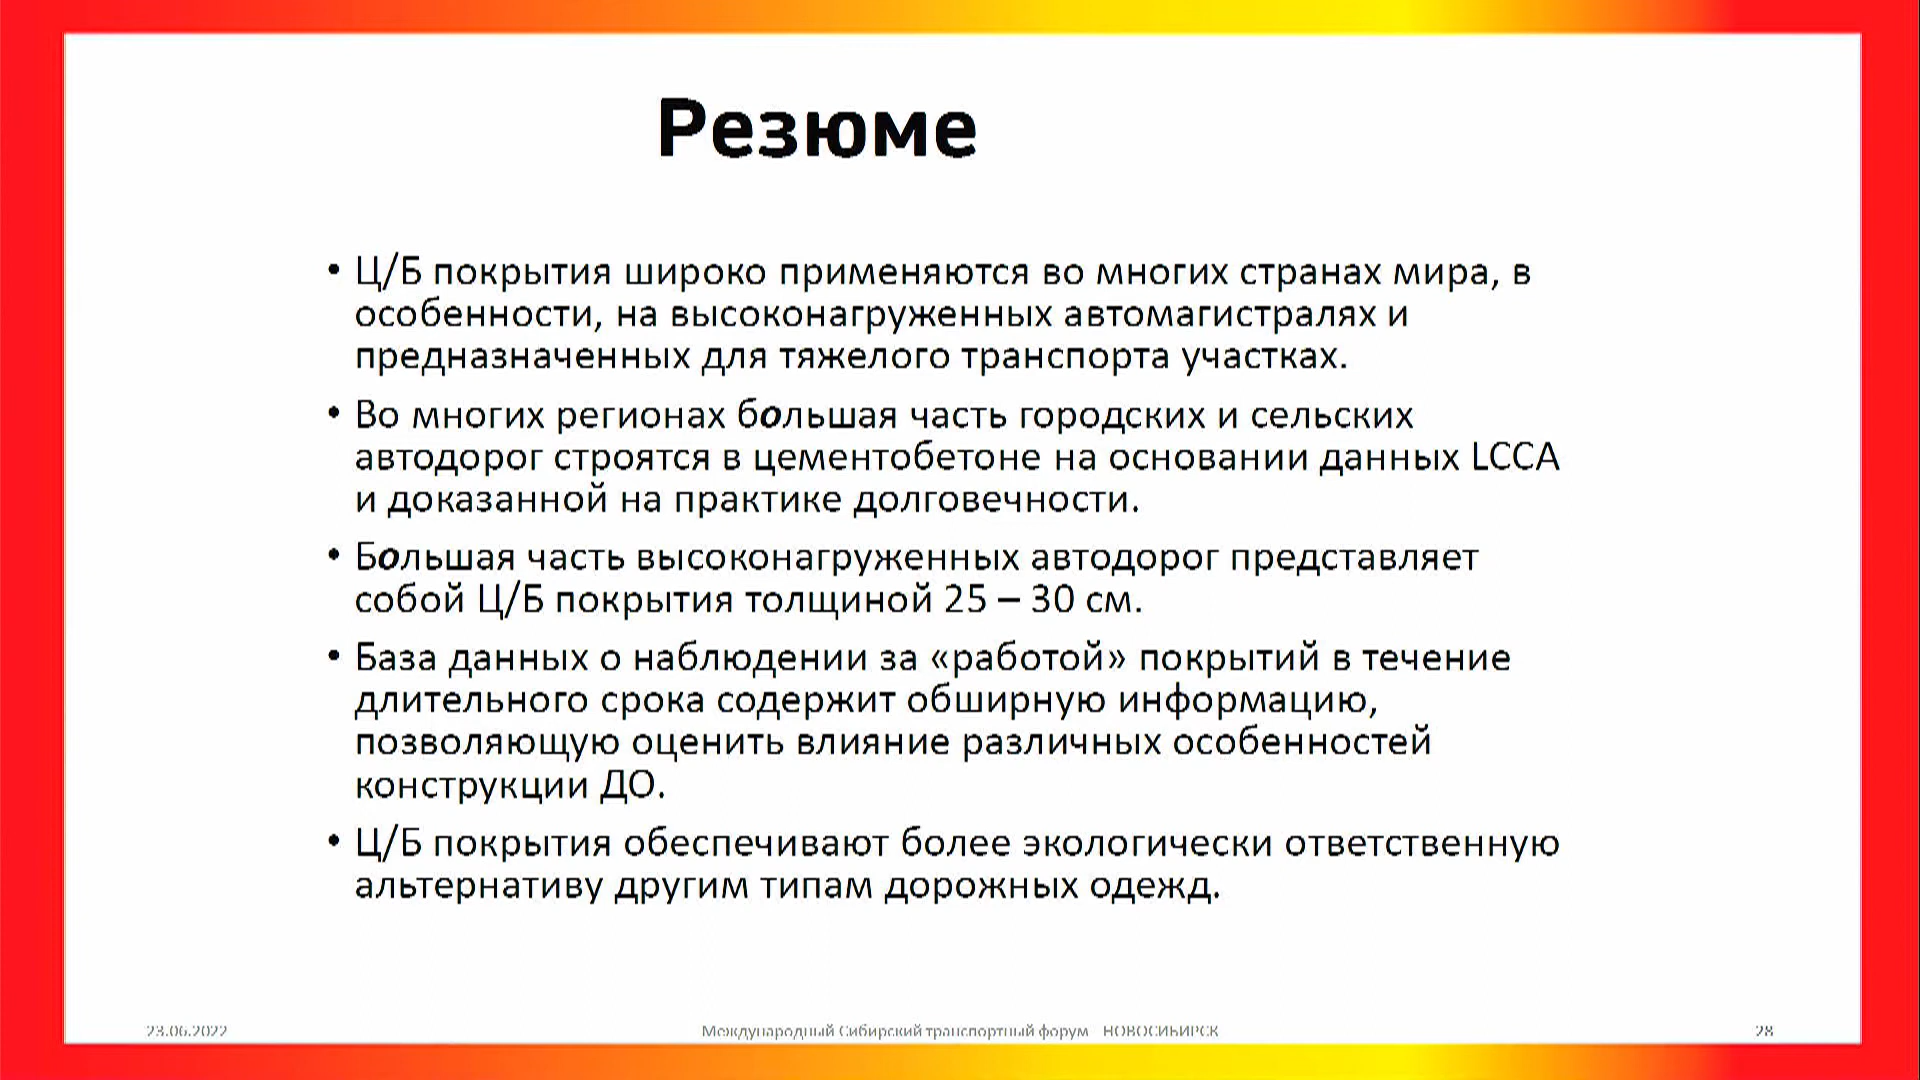 Резюме
• Ц/Б покрытия широко применяются во многих странах мира, в
особенности, на высоконагруженных автомагистралях и
предназначенных для тяжелого транспорта участках.
• Во многих регионах большая часть городских и сельских
автодорог строятся в цементобетоне на основании данных LCCA
и доказанной на практике долговечности.
• Большая часть высоконагруженных автодорог представляет
собой Ц/Б покрытия толщиной 25 – 30 см.
• База данных о наблюдении за «работой» покрытий в течение
длительного срока содержит обширную информацию,
позволяющую оценить влияние различных особенностей
конструкции ДО.
• Ц/Б покрытия обеспечивают более экологически ответственную
альтернативу другим типам дорожных одежд.
23.06.2022 Международный Сибирский транспортный форум НОВОСИБИРСК 28